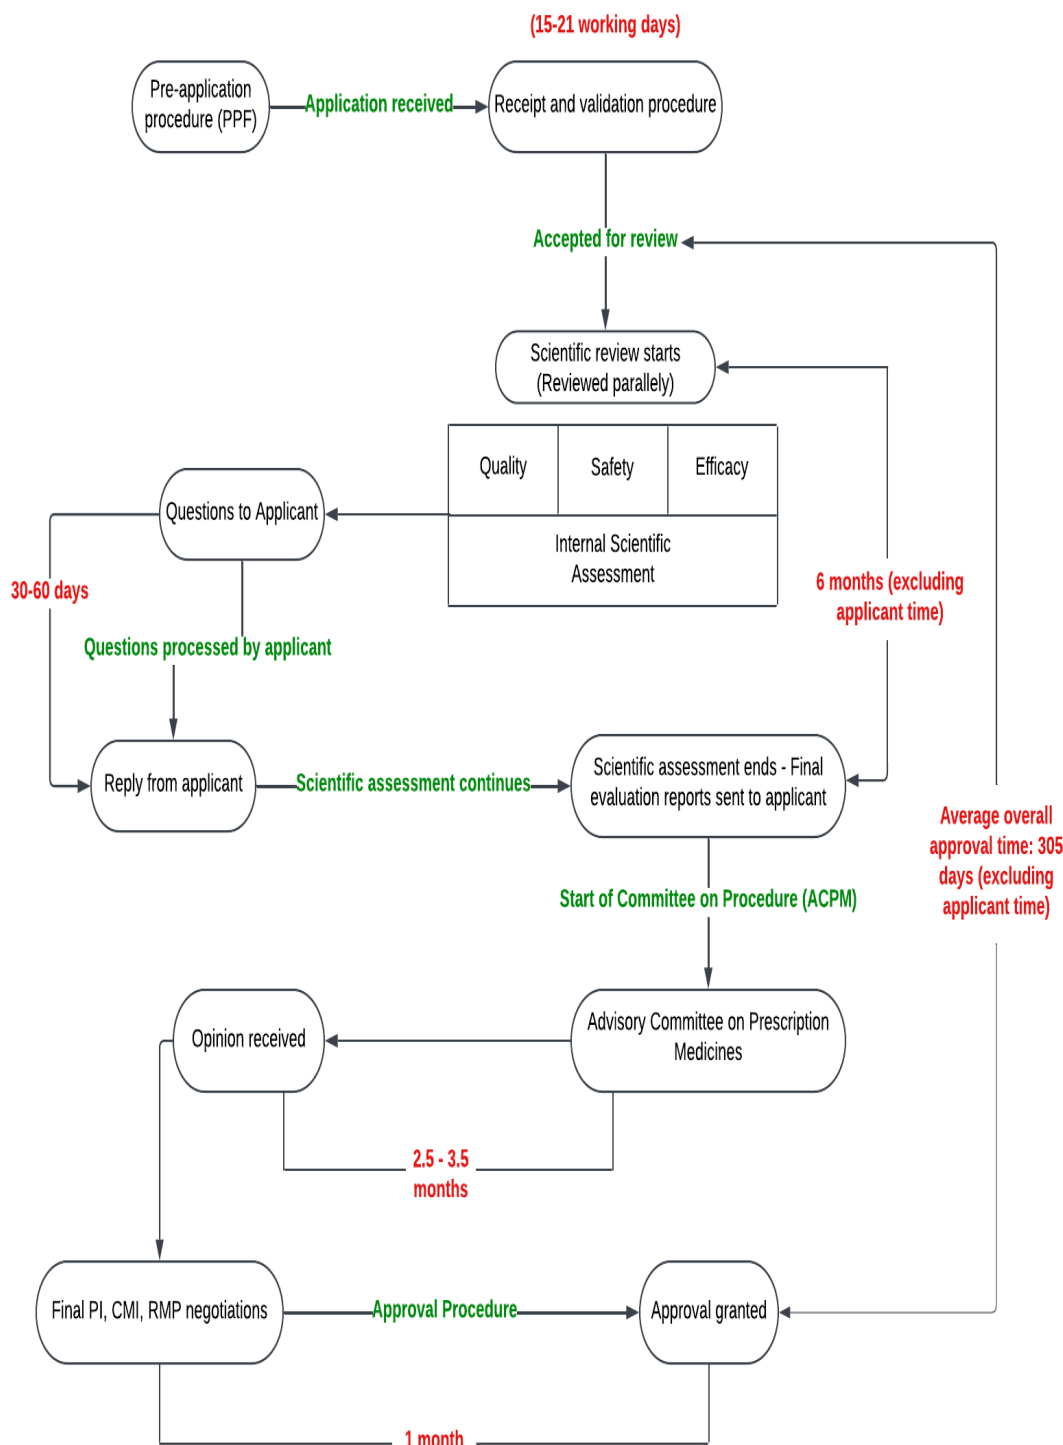 (15-21 working days)
Pre-application
procedure (PPF)
Application received
Receipt and validation procedure
Accepted for review
Scientific review starts
(Reviewed parallely)
Quality
Safety
Efficacy
Questions to Applicant
Internal Scientific
Assessment
30-60 days
6 months (excluding
applicant time)
Questions processed by applicant
Reply from applicant
Scientific assessment continues
Scientific assessment ends - Final
evaluation reports sent to applicant
Average overall
approval time: 305
days (excluding
applicant time)
Start of Committee on Procedure (ACPM)
Opinion received
Advisory Committee on Prescription
Medicines
2.5 - 3.5
months
Final PI, CMI, RMP negotiations
Approval Procedure
Approval granted
1 month